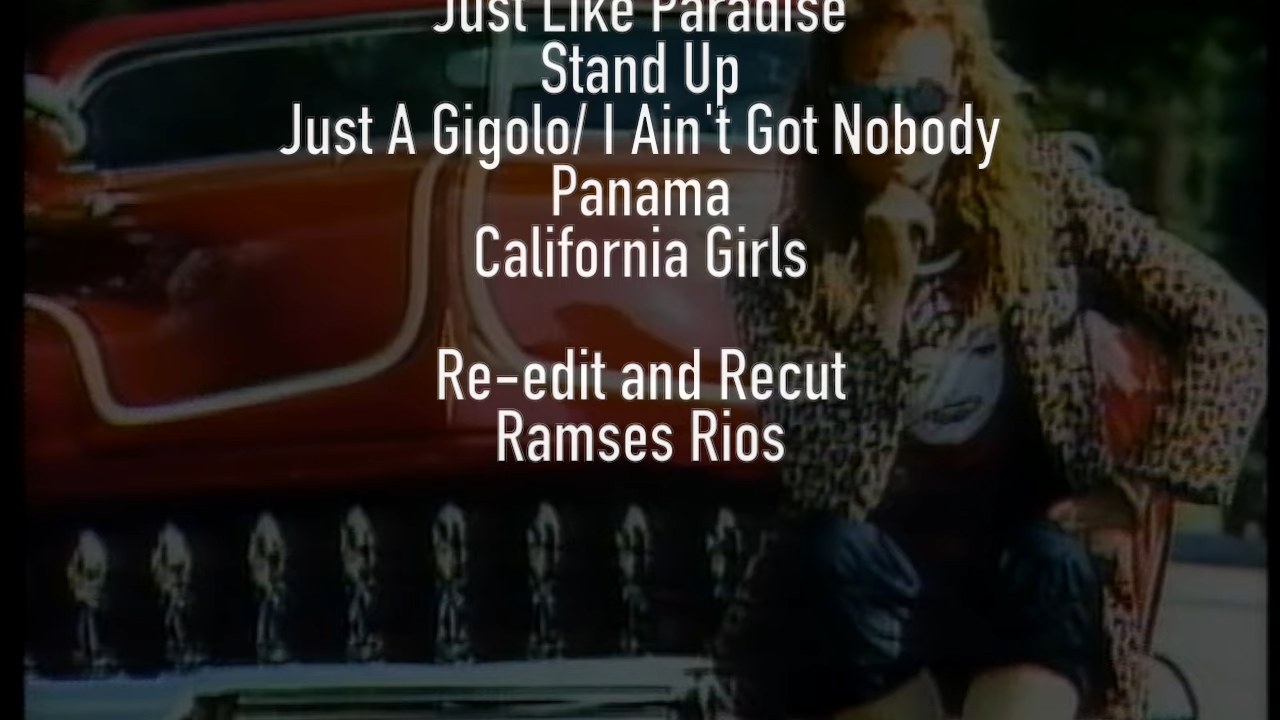 Just Like Paradise
Stand Up
Just A Gigolo/ I Ain't Got Nobody
Panama
California Girls
Re-edit and Recut
Ramses Rios